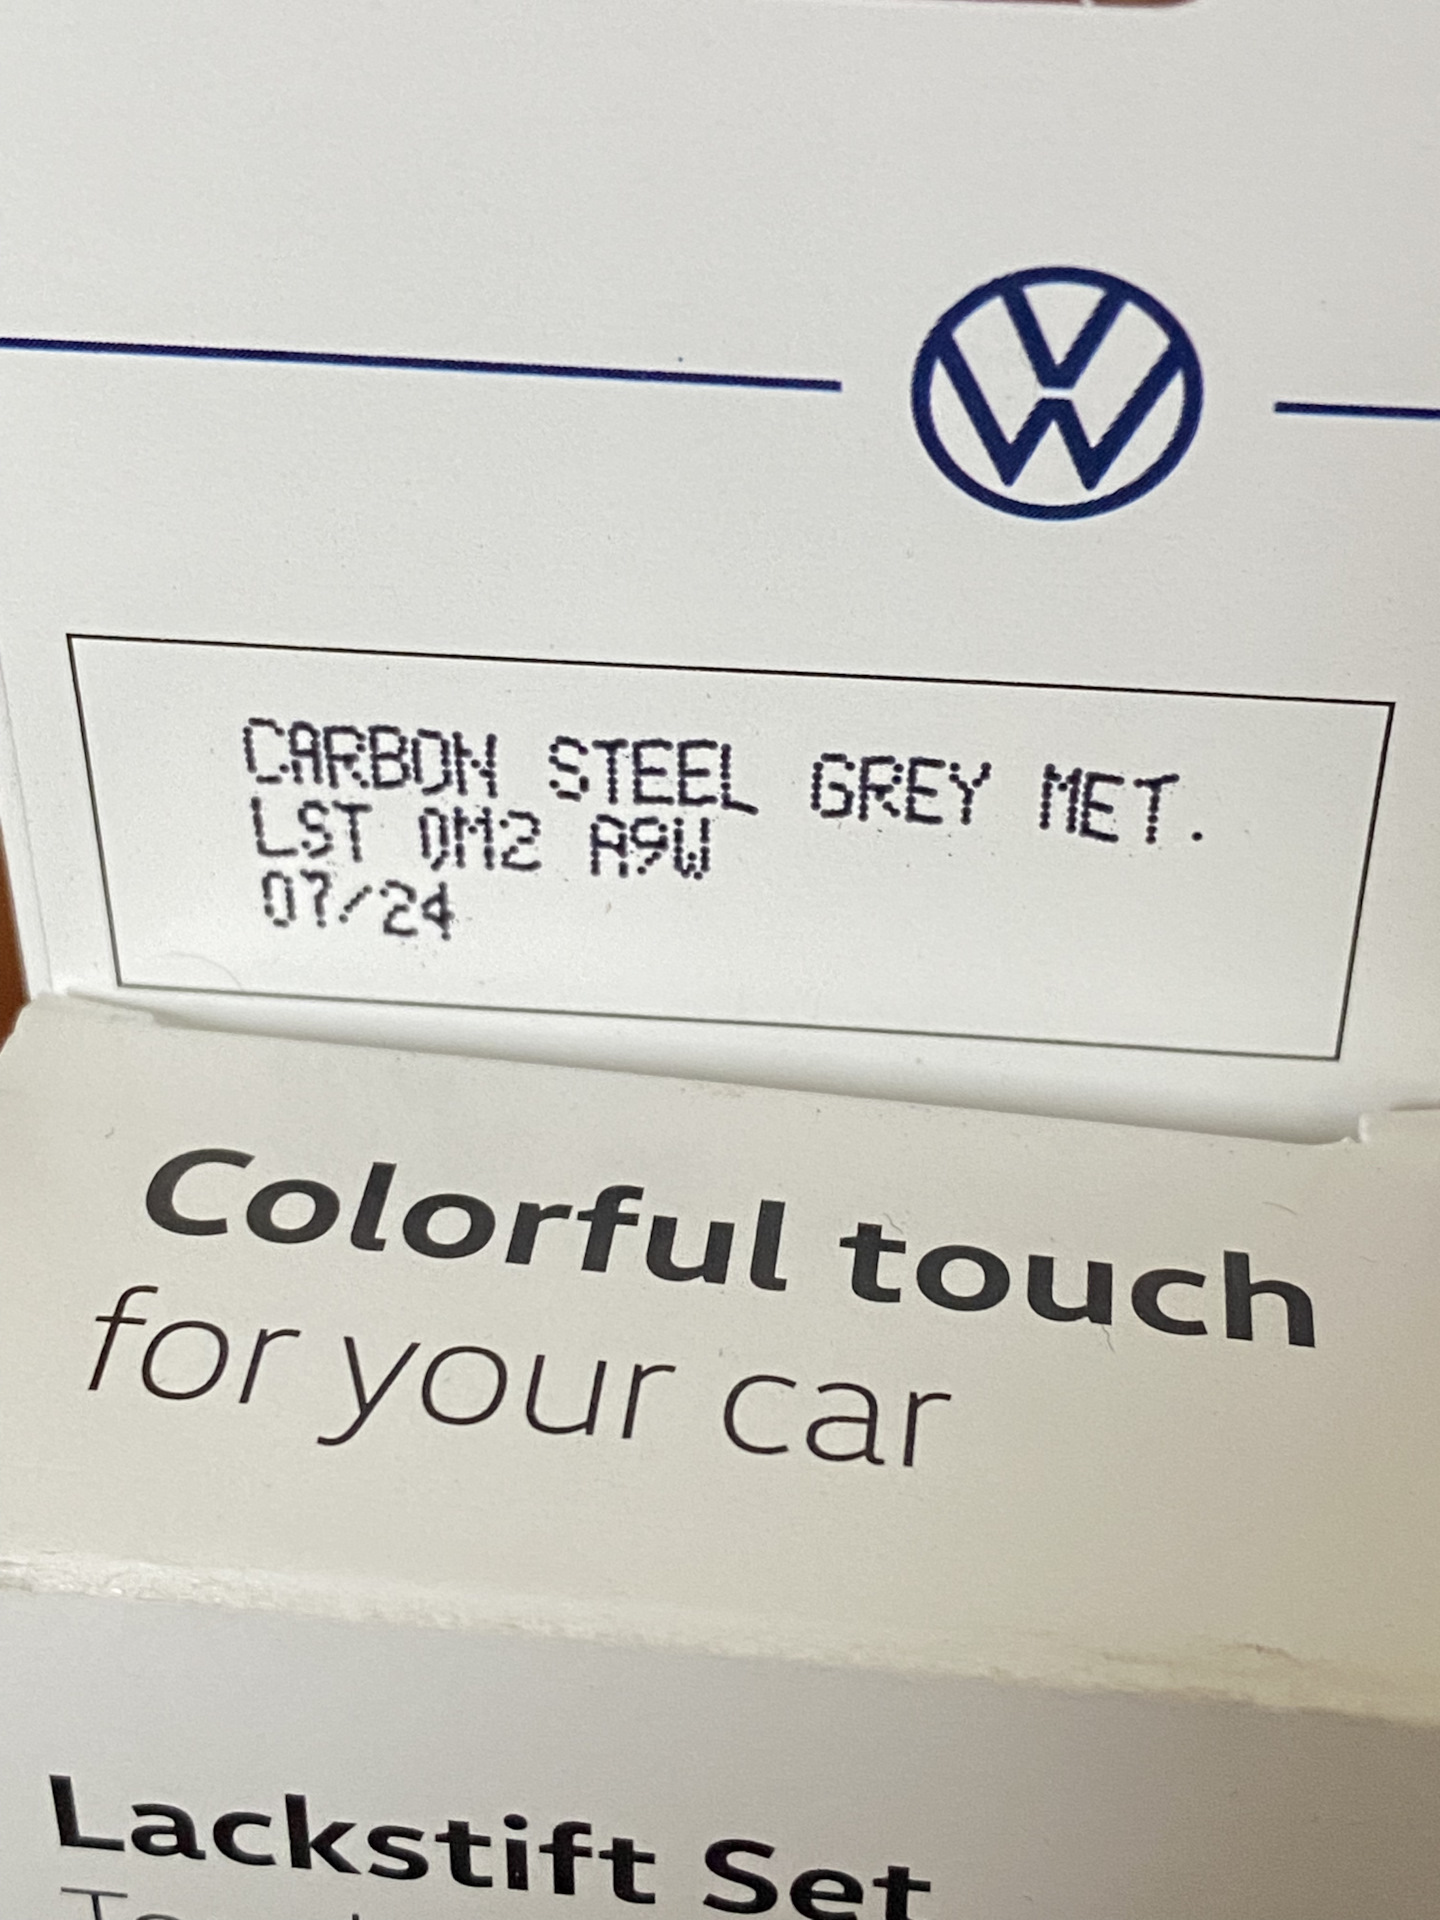 CARBON STEEL GREY MET.
LST 0M2 A9W
07/24
Colorful touch
for your car
Lackstift Set